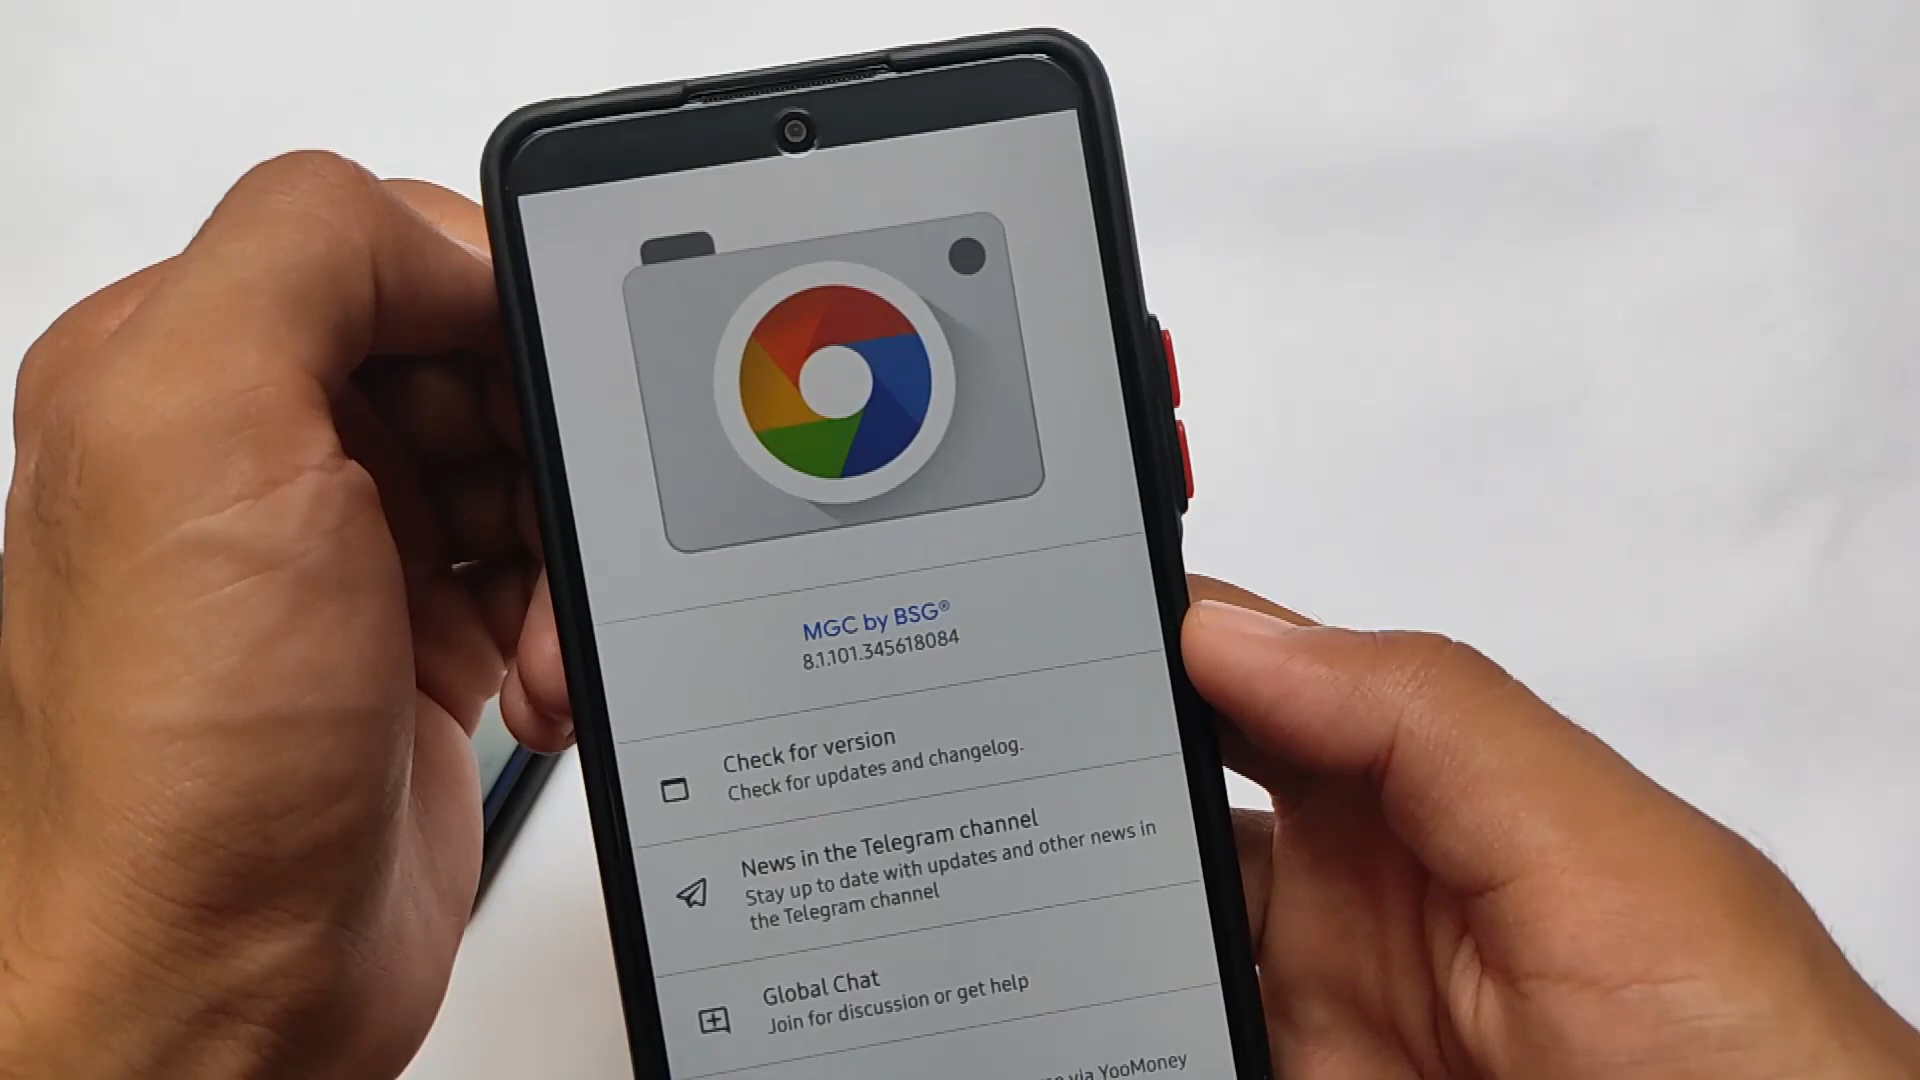 MGC by BSG®
8.1.101.345618084
Check for version
Check for updates and changelog.
News in the Telegram channel
Stay up to date with updates and other news in
the Telegram channel
Global Chat
Join for discussion or get help
via YooMoney